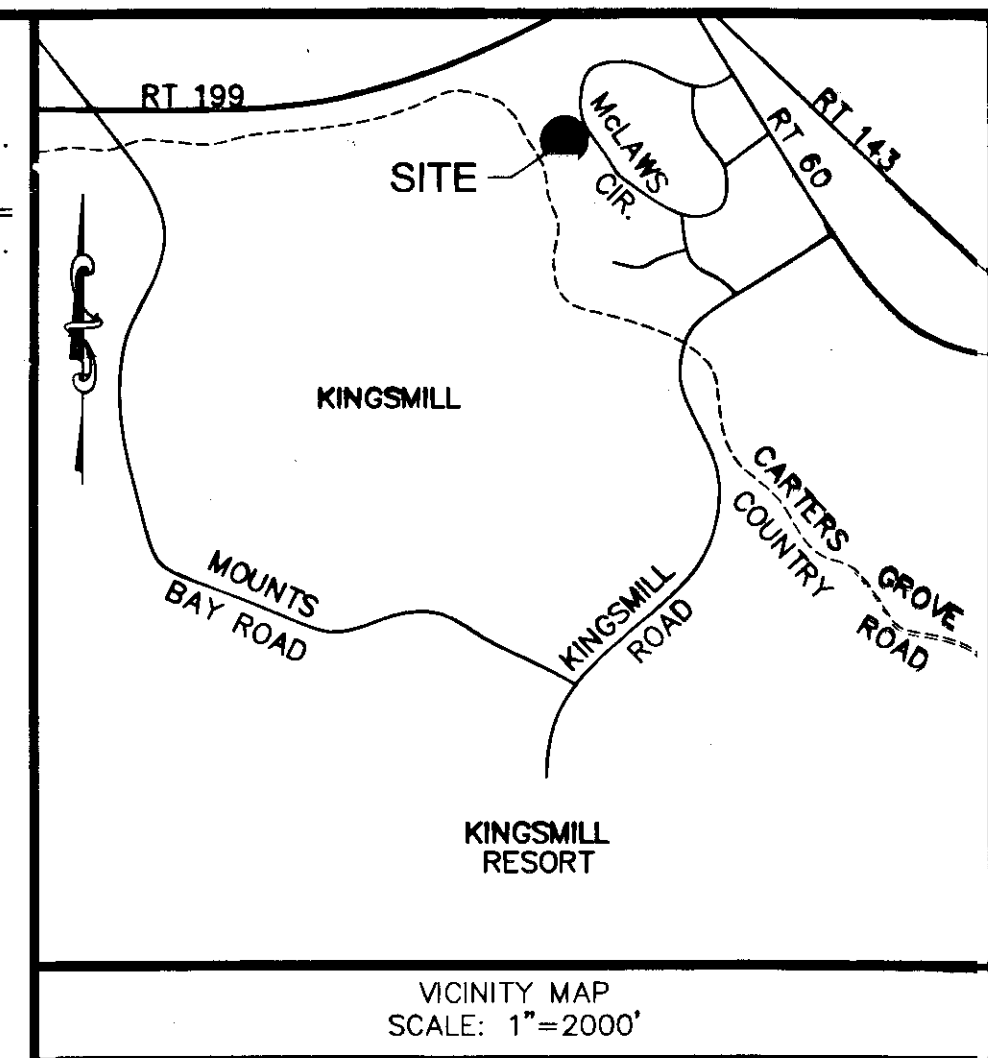 RT 199
McLAWS
CIR.
RT 60
RT 143
SITE
KINGSMILL
CARTERS GROVE
COUNTRY ROAD
MOUNTS
BAY ROAD
KINGSMILL
ROAD
KINGSMILL
RESORT
VICINITY MAP
SCALE: 1"=2000'